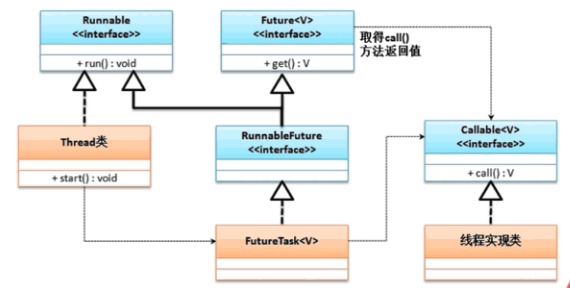 Runnable
<<interface>>
+ run() : void
Future<V>
<<interface>>
+ get() : V
取得call()
方法返回值
Thread类
+ start() : void
RunnableFuture
<<interface>>
Callable<V>
<<interface>>
+ call() : V
FutureTask<V>
线程实现类